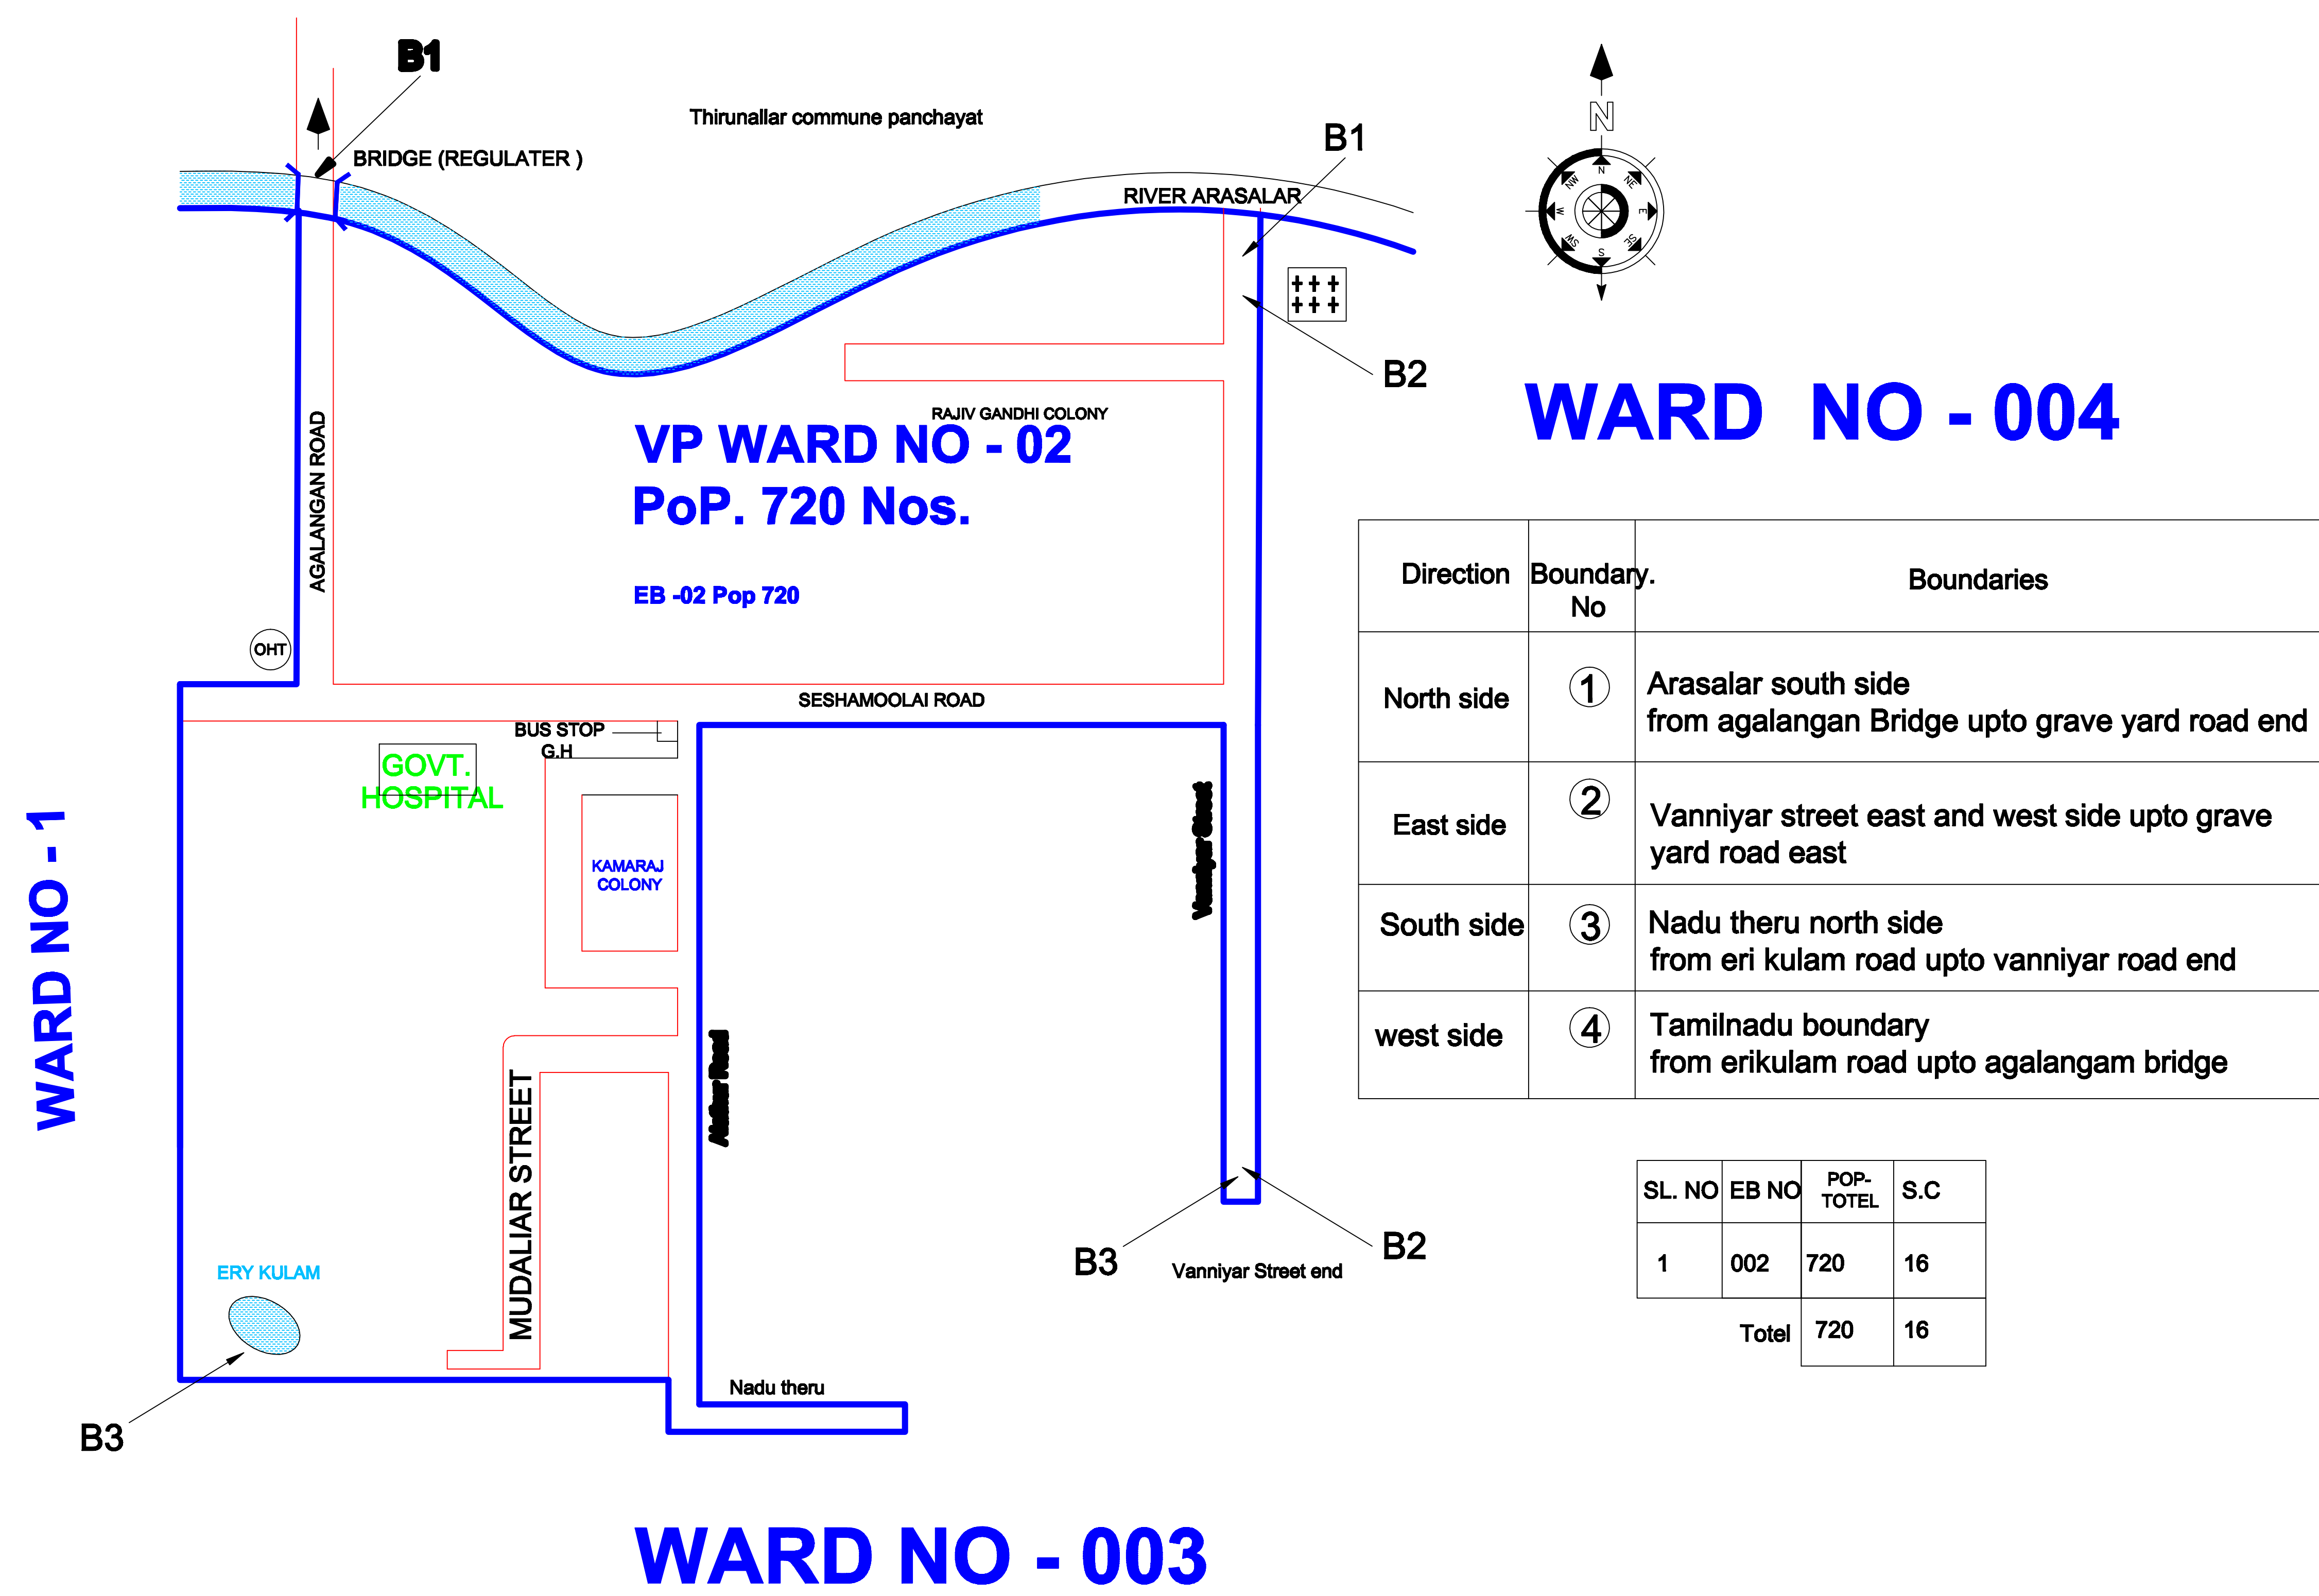 B1
Thirunallar commune panchayat
BRIDGE (REGULATER )
B1
RIVER ARASALAR
N
N
NE
E
SE
S
SW
W
NW
B2
WARD NO - 004
RAJIV GANDHI COLONY
VP WARD NO - 02
PoP. 720 Nos.
EB -02 Pop 720
AGALANGAN ROAD
OHT
SESHAMOOLAI ROAD
BUS STOP
G.H
GOVT.
HOSPITAL
KAMARAJ
COLONY
WARD NO - 1
MUDALIAR STREET
ERY KULAM
B3
Nadu theru
B3
B2
Vanniyar Street end
WARD NO - 003
Direction Boundary. Boundaries
No
North side 1 Arasalar south side
from agalangan Bridge upto grave yard road end
East side 2 Vanniyar street east and west side upto grave
yard road east
South side 3 Nadu theru north side
from eri kulam road upto vanniyar road end
west side 4 Tamilnadu boundary
from erikulam road upto agalangam bridge
SL. NO EB NO POP- S.C
TOTEL
1 002 720 16
Totel 720 16